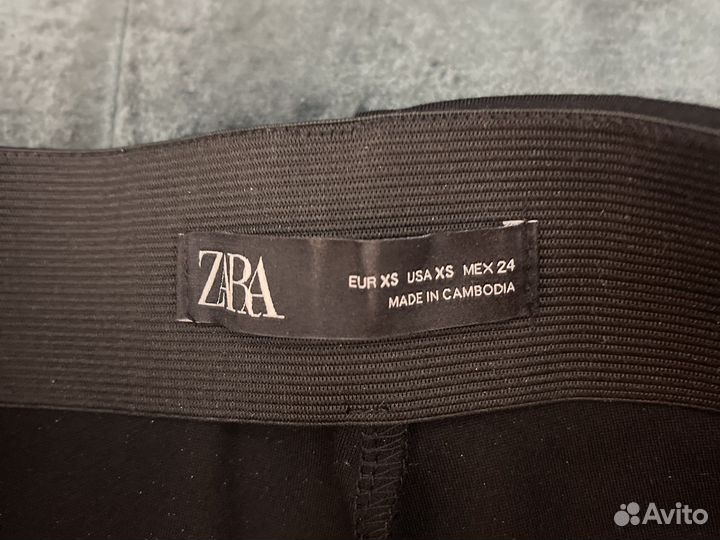 ZARA
EUR XS USA XS MEX 24
MADE IN CAMBODIA
Avito